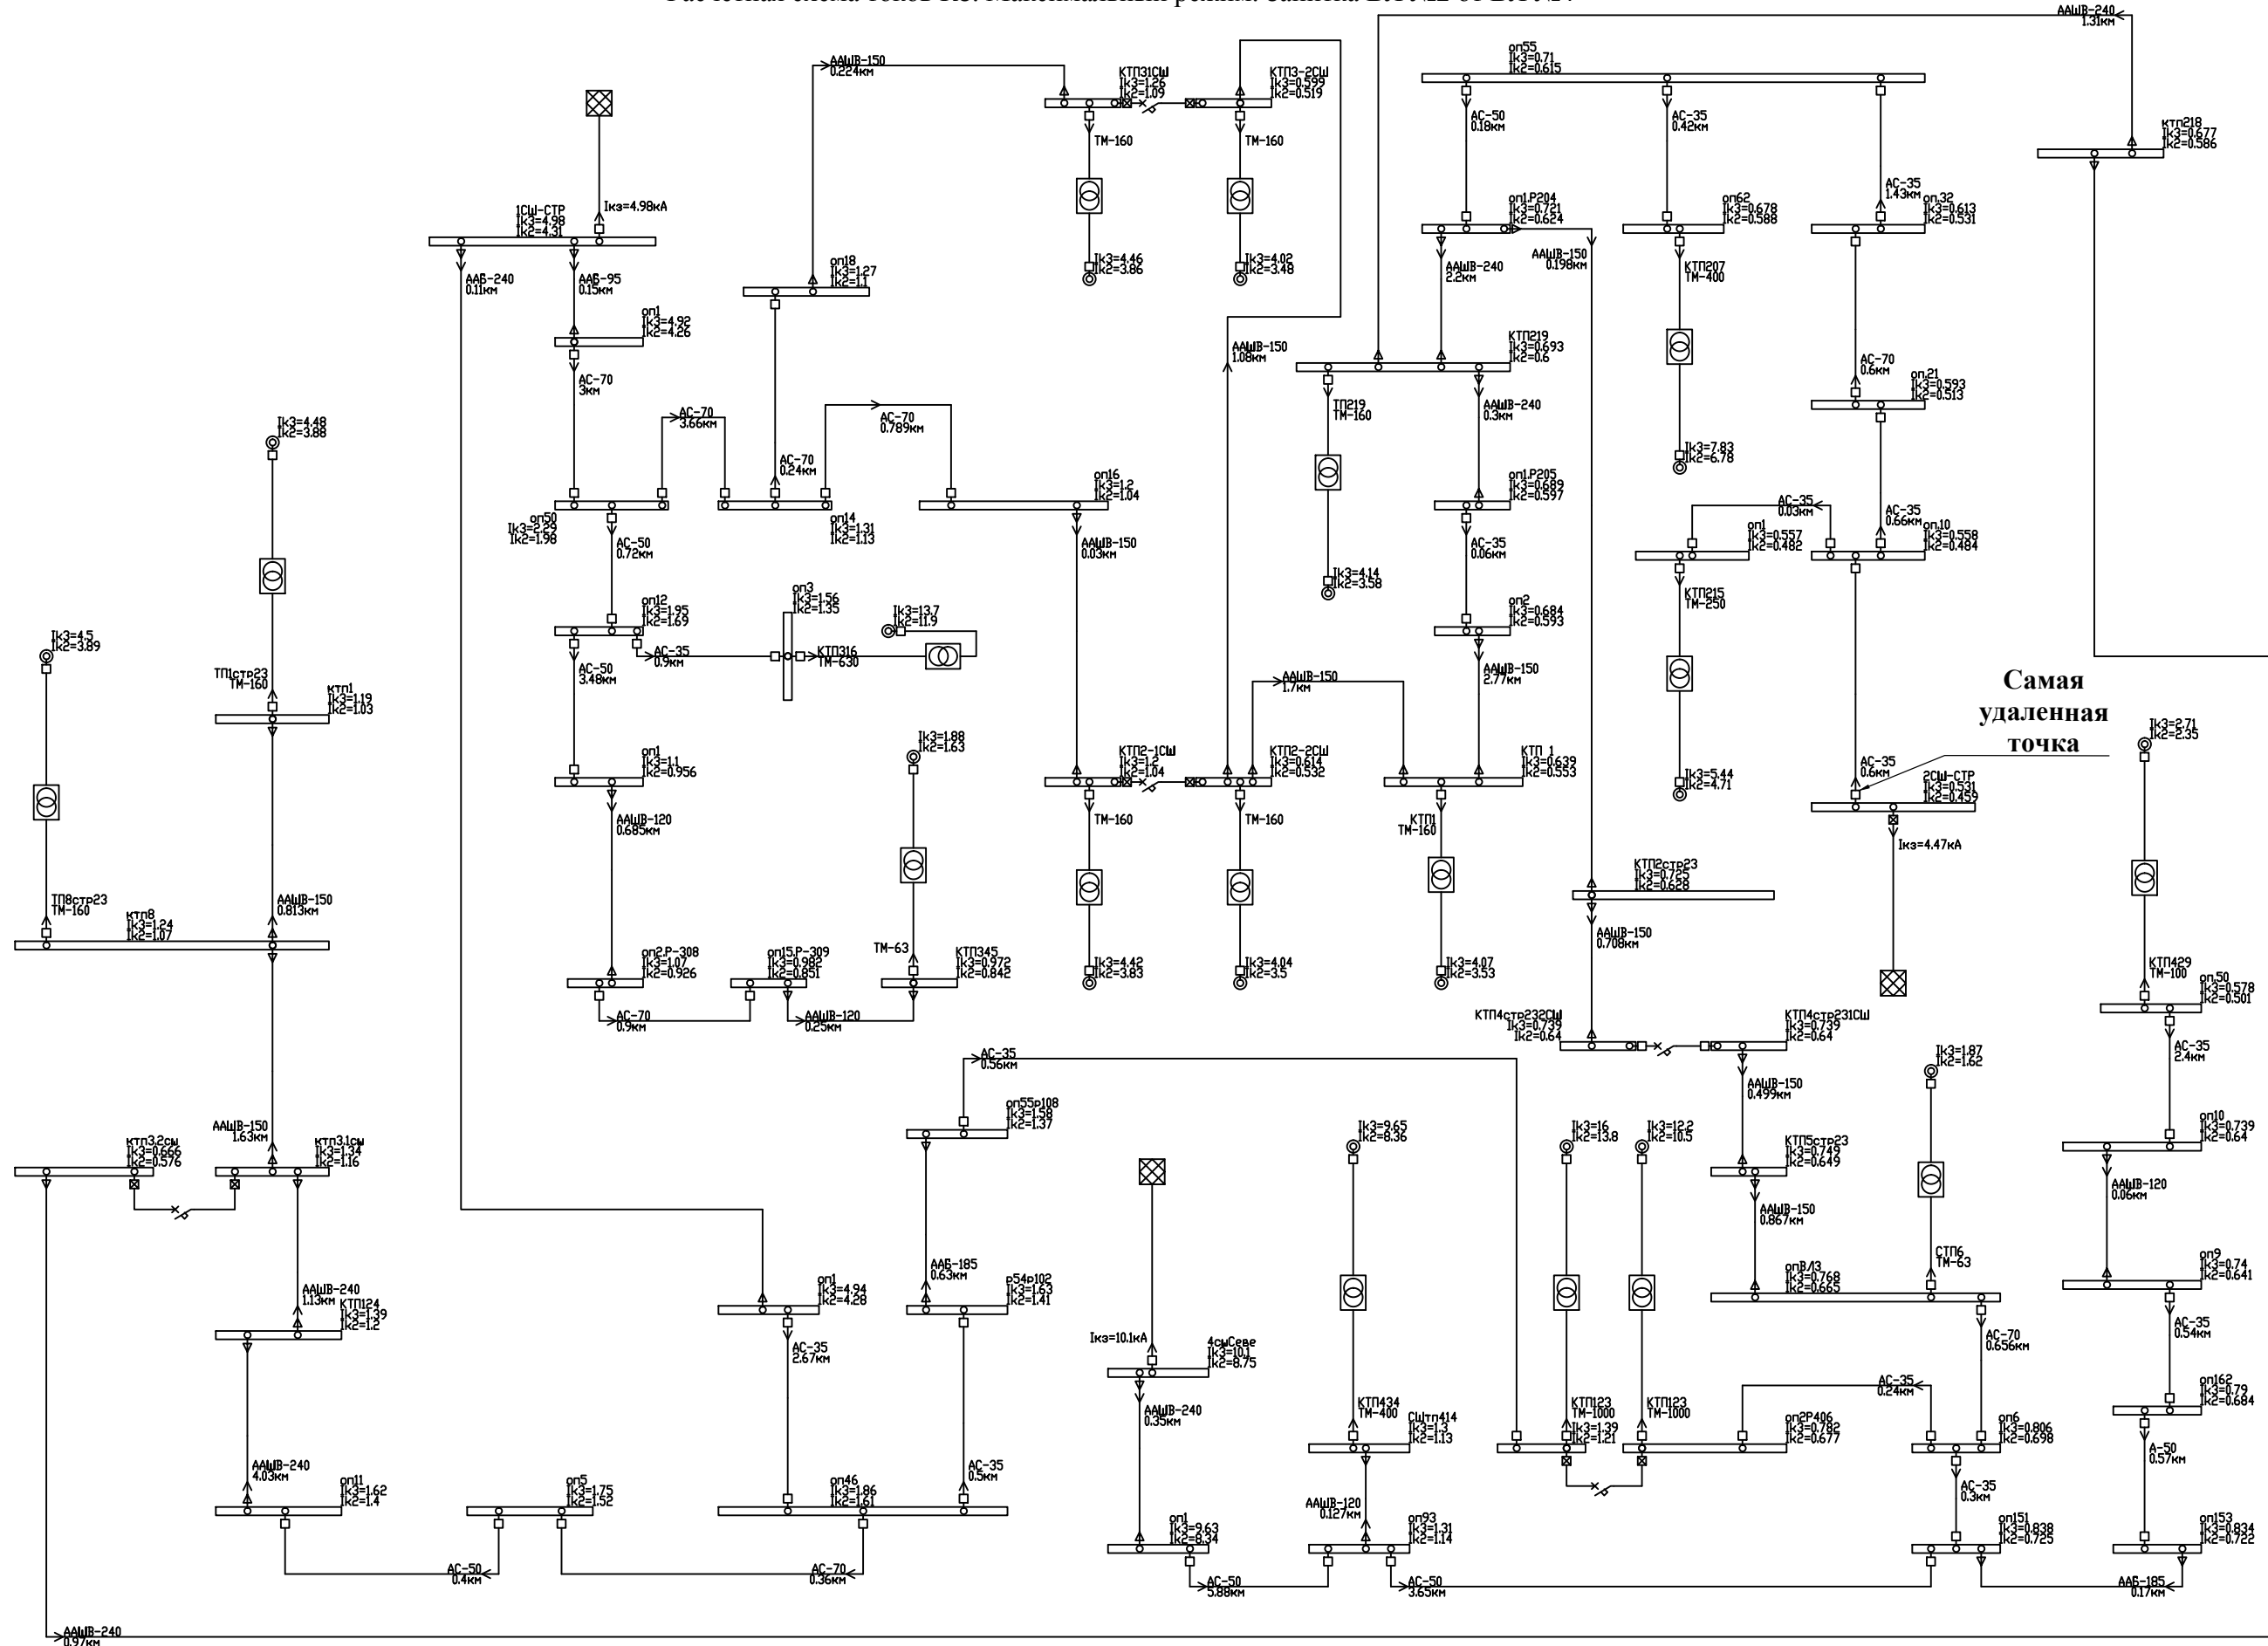 ААШВ-240
1.31км
оп55
Iк3=0.71
Iк2=0.615
ААШВ-150
0.224км
КТП31СШ
Iк3=1.26
Iк2=1.09
КТП3-2СШ
Iк3=0.599
Iк2=0.519
АС-50
0.18км
АС-35
0.42км
ктп218
Iк3=0.677
Iк2=0.586
ТМ-160
ТМ-160
АС-35
1.43км
1СШ-СТР
Iк3=4.98
Iк2=4.31
Iкз=4.98кА
оп1.Р204
Iк3=0.721
Iк2=0.624
оп62
Iк3=0.678
Iк2=0.588
оп.32
Iк3=0.613
Iк2=0.531
ААБ-240
0.11км
ААБ-95
0.15км
оп18
Iк3=1.27
Iк2=1.1
Iк3=4.46
Iк2=3.86
Iк3=4.02
Iк2=3.48
ААШВ-240
2.2км
ААШВ-150
0.198км
КТП207
ТМ-400
оп1
Iк3=4.92
Iк2=4.26
ААШВ-150
1.08км
КТП219
Iк3=0.693
Iк2=0.6
АС-70
3км
АС-70
0.6км
оп.21
Iк3=0.593
Iк2=0.513
АС-70
3.66км
АС-70
0.789км
ТП219
ТМ-160
ААШВ-240
0.3км
Iк3=4.48
Iк2=3.88
АС-70
0.24км
оп16
Iк3=1.2
Iк2=1.04
оп1.Р205
Iк3=0.689
Iк2=0.597
Iк3=7.83
Iк2=6.78
оп50
Iк3=2.29
Iк2=1.98
оп14
Iк3=1.31
Iк2=1.13
АС-35
0.03км
АС-35
0.66км
оп1
Iк3=0.557
Iк2=0.482
оп.10
Iк3=0.558
Iк2=0.484
АС-50
0.72км
ААШВ-150
0.03км
АС-35
0.06км
Iк3=4.14
Iк2=3.58
КТП215
ТМ-250
оп12
Iк3=1.95
Iк2=1.69
оп3
Iк3=1.56
Iк2=1.35
Iк3=13.7
Iк2=11.9
оп2
Iк3=0.684
Iк2=0.593
Iк3=4.5
Iк2=3.89
АС-50
3.48км
АС-35
0.9км
КТП316
ТМ-630
ААШВ-150
1.7км
ААШВ-150
2.77км
Самая
удаленная
точка
ТП1стр23
ТМ-160
ктп1
Iк3=1.19
Iк2=1.03
Iк3=1.88
Iк2=1.63
Iк3=2.71
Iк2=2.35
оп1
Iк3=1.1
Iк2=0.956
КТП2-1СШ
Iк3=1.2
Iк2=1.04
КТП2-2СШ
Iк3=0.614
Iк2=0.532
КТП 1
Iк3=0.639
Iк2=0.553
Iк3=5.44
Iк2=4.71
АС-35
0.6км
2СШ-СТР
Iк3=0.531
Iк2=0.459
ААШВ-120
0.685км
ТМ-160
ТМ-160
КТП1
ТМ-160
Iкз=4.47кА
ТП8стр23
ТМ-160
ААШВ-150
0.813км
КТП2стр23
Iк3=0.725
Iк2=0.628
ктп8
Iк3=1.24
Iк2=1.07
ААШВ-150
0.708км
оп2.Р-308
Iк3=1.07
Iк2=0.926
оп15.Р-309
Iк3=0.982
Iк2=0.851
ТМ-63
КТП345
Iк3=0.972
Iк2=0.842
Iк3=4.42
Iк2=3.83
Iк3=4.04
Iк2=3.5
Iк3=4.07
Iк2=3.53
КТП429
ТМ-100
оп.50
Iк3=0.578
Iк2=0.501
АС-70
0.9км
ААШВ-120
0.25км
КТП4стр232СШ
Iк3=0.739
Iк2=0.64
КТП4стр231СШ
Iк3=0.739
Iк2=0.64
АС-35
0.56км
Iк3=1.87
Iк2=1.62
АС-35
2.4км
ААШВ-150
0.499км
оп55р108
Iк3=1.58
Iк2=1.37
ААШВ-150
1.63км
Iк3=9.65
Iк2=8.36
Iк3=16
Iк2=13.8
Iк3=12.2
Iк2=10.5
оп10
Iк3=0.739
Iк2=0.64
ктп3.2сш
Iк3=0.666
Iк2=0.576
ктп3.1сш
Iк3=1.34
Iк2=1.16
КТП5стр23
Iк3=0.749
Iк2=0.649
ААШВ-120
0.06км
ААШВ-150
0.867км
ААБ-185
0.63км
СТП6
ТМ-63
оп9
Iк3=0.74
Iк2=0.641
ААШВ-240
1.13км
КТП124
Iк3=1.39
Iк2=1.2
оп1
Iк3=4.94
Iк2=4.28
р54р102
Iк3=1.63
Iк2=1.41
опВЛ3
Iк3=0.768
Iк2=0.665
АС-35
2.67км
Iкз=10.1кА
4сшСеве
Iк3=10.1
Iк2=8.75
АС-70
0.656км
АС-35
0.54км
ААШВ-240
0.35км
КТП434
ТМ-400
СШтп414
Iк3=1.3
Iк2=1.13
КТП123
ТМ-1000
Iк3=1.39
Iк2=1.21
КТП123
ТМ-1000
АС-35
0.24км
оп2Р406
Iк3=0.782
Iк2=0.677
оп6
Iк3=0.806
Iк2=0.698
оп162
Iк3=0.79
Iк2=0.684
ААШВ-240
4.03км
оп11
Iк3=1.62
Iк2=1.4
оп5
Iк3=1.75
Iк2=1.52
оп46
Iк3=1.86
Iк2=1.61
АС-35
0.5км
А-50
0.57км
АС-35
0.3км
ААШВ-120
0.127км
оп1
Iк3=9.63
Iк2=8.34
оп93
Iк3=1.31
Iк2=1.14
оп151
Iк3=0.838
Iк2=0.725
оп153
Iк3=0.834
Iк2=0.722
АС-50
0.4км
АС-70
0.36км
АС-50
5.88км
АС-50
3.65км
ААБ-185
0.17км
ААШВ-240
0.97км